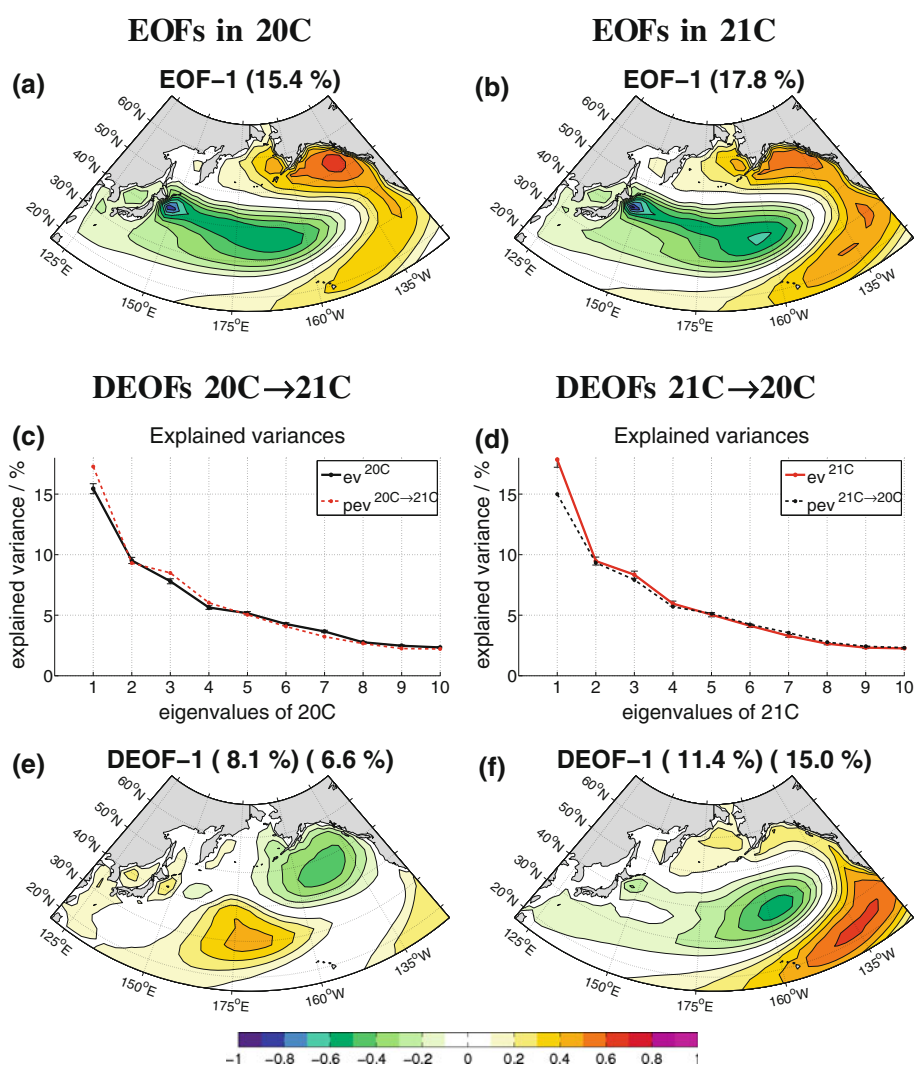 EOFs in 20C
EOFs in 21C
(a) EOF−1 (15.4 %)
60°N
50°N
40°N
30°N
20°N
125°E
150°E
175°E
160°W
135°W
(b) EOF−1 (17.8 %)
60°N
50°N
40°N
30°N
20°N
125°E
150°E
175°E
160°W
135°W
DEOFs 20C→21C
DEOFs 21C→20C
(c) Explained variances
explained variance / %
15
10
5
0
1 2 3 4 5 6 7 8 9 10
eigenvalues of 20C
ev 20C
pev 20C→21C
(d) Explained variances
explained variance / %
15
10
5
0
1 2 3 4 5 6 7 8 9 10
eigenvalues of 21C
ev 21C
pev 21C→20C
(e) DEOF−1 ( 8.1 %) ( 6.6 %)
60°N
50°N
40°N
30°N
20°N
125°E
150°E
175°E
160°W
135°W
(f) DEOF−1 ( 11.4 %) ( 15.0 %)
60°N
50°N
40°N
30°N
20°N
125°E
150°E
175°E
160°W
135°W
−1 −0.8 −0.6 −0.4 −0.2 0 0.2 0.4 0.6 0.8 1